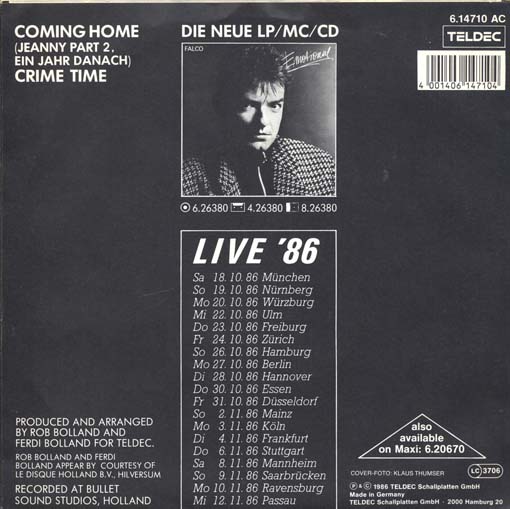 COMING HOME
(JEANNY PART 2,
EIN JAHR DANACH)
CRIME TIME
DIE NEUE LP/MC/CD
FALCO
Emotional
6.26380 4.26380 8.26380
6.14710 AC
TELDEC
4 001406 147104
LIVE '86
Sa 18. 10. 86 München
So 19. 10. 86 Nürnberg
Mo 20. 10. 86 Würzburg
Mi 22. 10. 86 Ulm
Do 23. 10. 86 Freiburg
Fr 24. 10. 86 Zürich
So 26. 10. 86 Hamburg
Mo 27. 10. 86 Berlin
Di 28. 10. 86 Hannover
Do 30. 10. 86 Essen
Fr 31. 10. 86 Düsseldorf
So 2. 11. 86 Mainz
Mo 3. 11. 86 Köln
Di 4. 11. 86 Frankfurt
Do 6. 11. 86 Stuttgart
Sa 8. 11. 86 Mannheim
So 9. 11. 86 Saarbrücken
Mo 10. 11. 86 Ravensburg
Mi 12. 11. 86 Passau
PRODUCED AND ARRANGED
BY ROB BOLLAND AND
FERDI BOLLAND FOR TELDEC.
ROB BOLLAND AND FERDI
BOLLAND APPEAR BY COURTESY OF
LE DISQUE HOLLAND B.V., HILVERSUM
RECORDED AT BULLET
SOUND STUDIOS, HOLLAND
also
available
on Maxi: 6.20670
COVER-FOTO: KLAUS THUMSER
LC 3706
Ⓟ & © 1986 TELDEC Schallplatten GmbH
Made in Germany
TELDEC Schallplatten GmbH · 2000 Hamburg 20